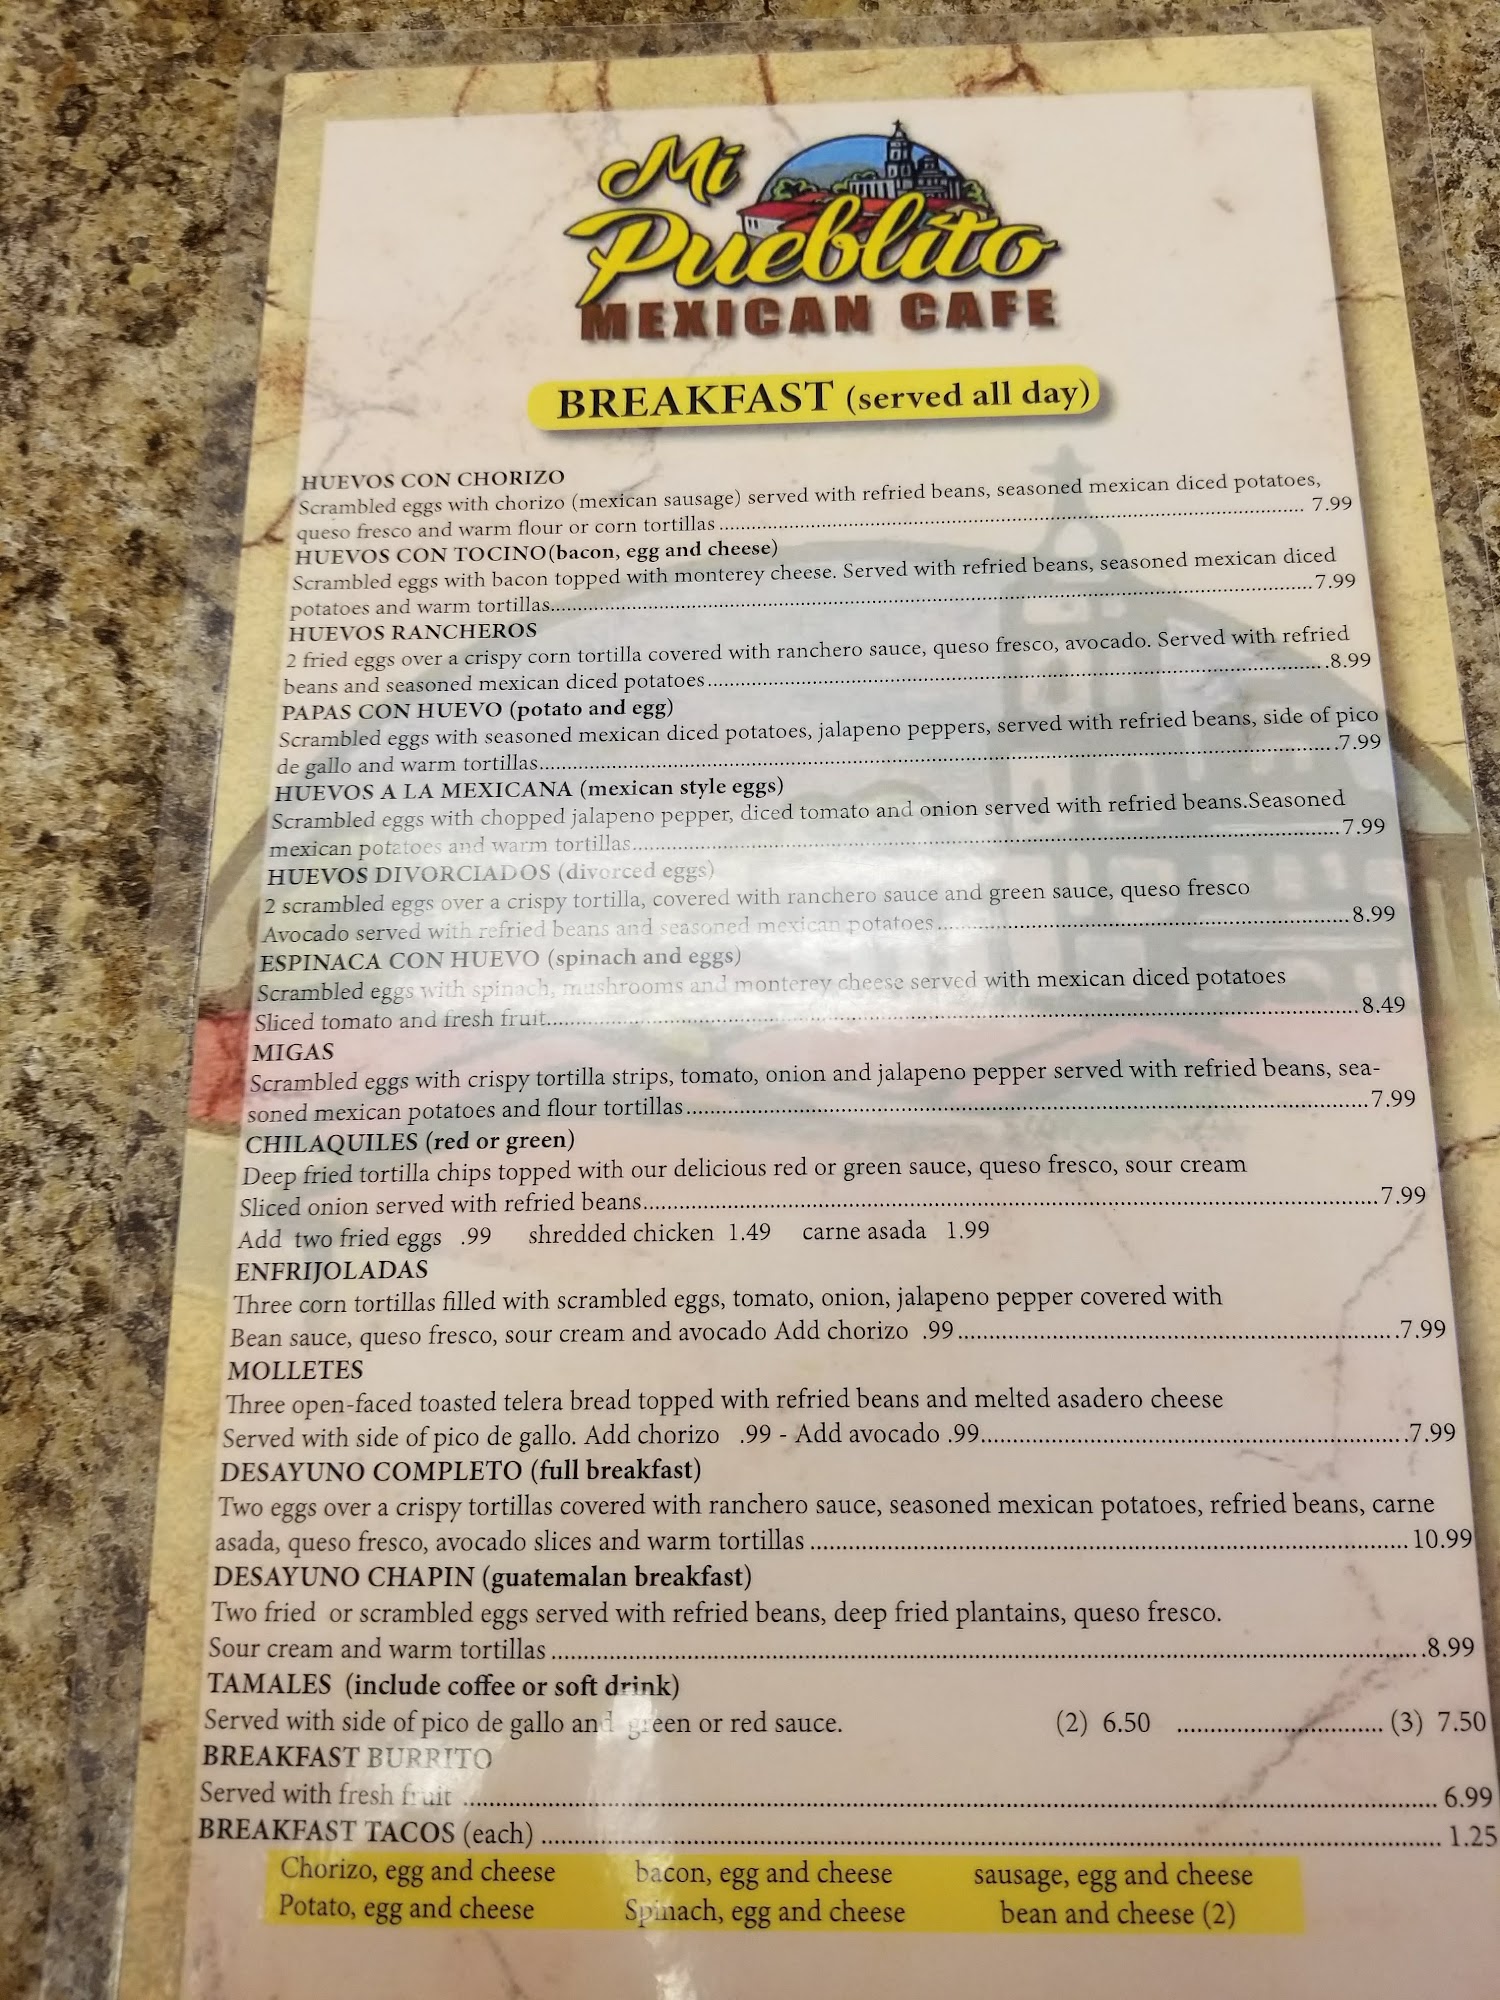 Mi
Pueblito
MEXICAN CAFE
BREAKFAST (served all day)
HUEVOS CON CHORIZO
Scrambled eggs with chorizo (mexican sausage) served with refried beans, seasoned mexican diced potatoes,
queso fresco and warm flour or corn tortillas ........ 7.99
HUEVOS CON TOCINO(bacon, egg and cheese)
Scrambled eggs with bacon topped with monterey cheese. Served with refried beans, seasoned mexican diced
potatoes and warm tortillas........7.99
HUEVOS RANCHEROS
2 fried eggs over a crispy corn tortilla covered with ranchero sauce, queso fresco, avocado. Served with refried
beans and seasoned mexican diced potatoes........8.99
PAPAS CON HUEVO (potato and egg)
Scrambled eggs with seasoned mexican diced potatoes, jalapeno peppers, served with refried beans, side of pico
de gallo and warm tortillas........7.99
HUEVOS A LA MEXICANA (mexican style eggs)
Scrambled eggs with chopped jalapeno pepper, diced tomato and onion served with refried beans.Seasoned
mexican potatoes and warm tortillas........7.99
HUEVOS DIVORCIADOS (divorced eggs)
2 scrambled eggs over a crispy tortilla, covered with ranchero sauce and green sauce, queso fresco
Avocado served with refried beans and seasoned mexican potatoes........8.99
ESPINACA CON HUEVO (spinach and eggs)
Scrambled eggs with spinach, mushrooms and monterey cheese served with mexican diced potatoes
Sliced tomato and fresh fruit........8.49
MIGAS
Scrambled eggs with crispy tortilla strips, tomato, onion and jalapeno pepper served with refried beans, sea-
soned mexican potatoes and flour tortillas........7.99
CHILAQUILES (red or green)
Deep fried tortilla chips topped with our delicious red or green sauce, queso fresco, sour cream
Sliced onion served with refried beans........7.99
Add two fried eggs .99 shredded chicken 1.49 carne asada 1.99
ENFRIJOLADAS
Three corn tortillas filled with scrambled eggs, tomato, onion, jalapeno pepper covered with
Bean sauce, queso fresco, sour cream and avocado Add chorizo .99........7.99
MOLLETES
Three open-faced toasted telera bread topped with refried beans and melted asadero cheese
Served with side of pico de gallo. Add chorizo .99 - Add avocado .99........7.99
DESAYUNO COMPLETO (full breakfast)
Two eggs over a crispy tortillas covered with ranchero sauce, seasoned mexican potatoes, refried beans, carne
asada, queso fresco, avocado slices and warm tortillas ........ 10.99
DESAYUNO CHAPIN (guatemalan breakfast)
Two fried or scrambled eggs served with refried beans, deep fried plantains, queso fresco.
Sour cream and warm tortillas ........8.99
TAMALES (include coffee or soft drink)
Served with side of pico de gallo and green or red sauce. (2) 6.50 ........ (3) 7.50
BREAKFAST BURRITO
Served with fresh fruit ........ 6.99
BREAKFAST TACOS (each) ........ 1.25
Chorizo, egg and cheese bacon, egg and cheese sausage, egg and cheese
Potato, egg and cheese Spinach, egg and cheese bean and cheese (2)